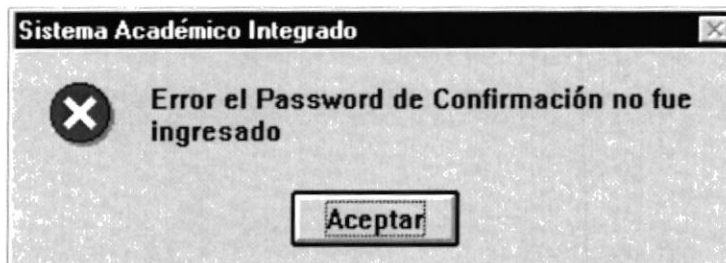 Sistema Académico Integrado
Error el Password de Confirmación no fue
ingresado
Aceptar